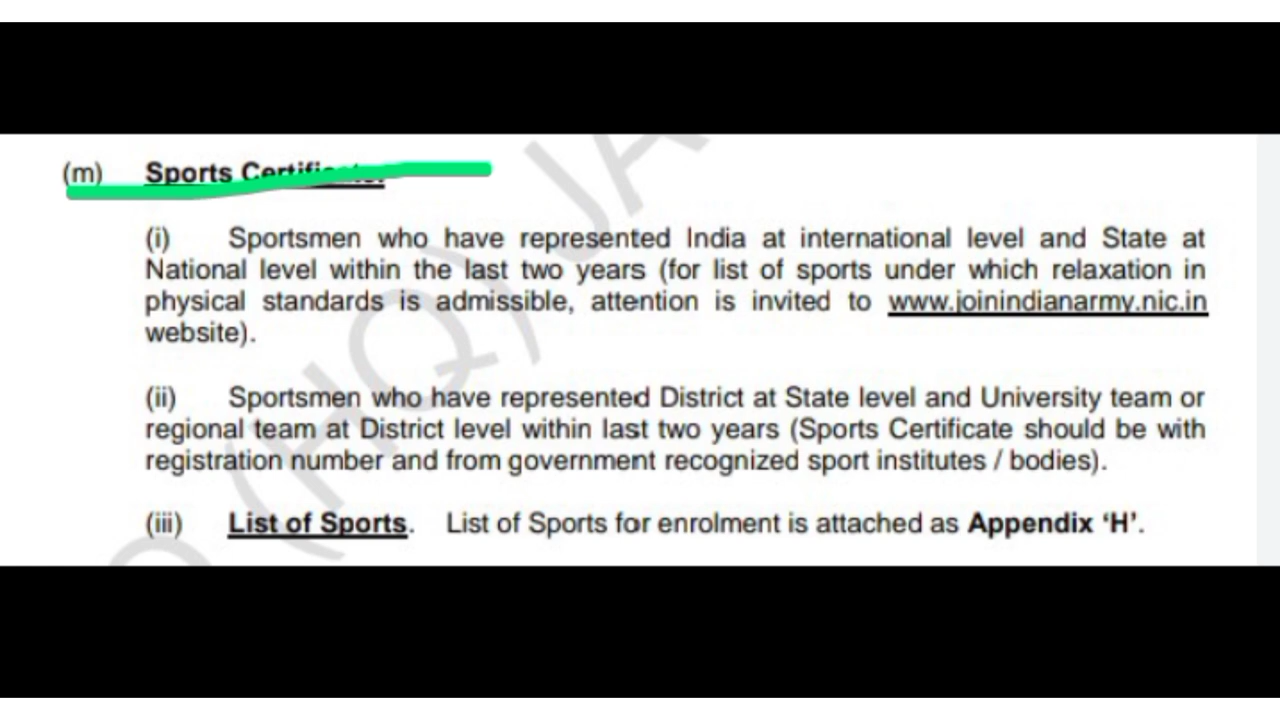 (m) Sports Certificate.
(i) Sportsmen who have represented India at international level and State at
National level within the last two years (for list of sports under which relaxation in
physical standards is admissible, attention is invited to www.joinindianarmy.nic.in
website).
(ii) Sportsmen who have represented District at State level and University team or
regional team at District level within last two years (Sports Certificate should be with
registration number and from government recognized sport institutes / bodies).
(iii) List of Sports. List of Sports for enrolment is attached as Appendix ‘H’.
(HQ) JA